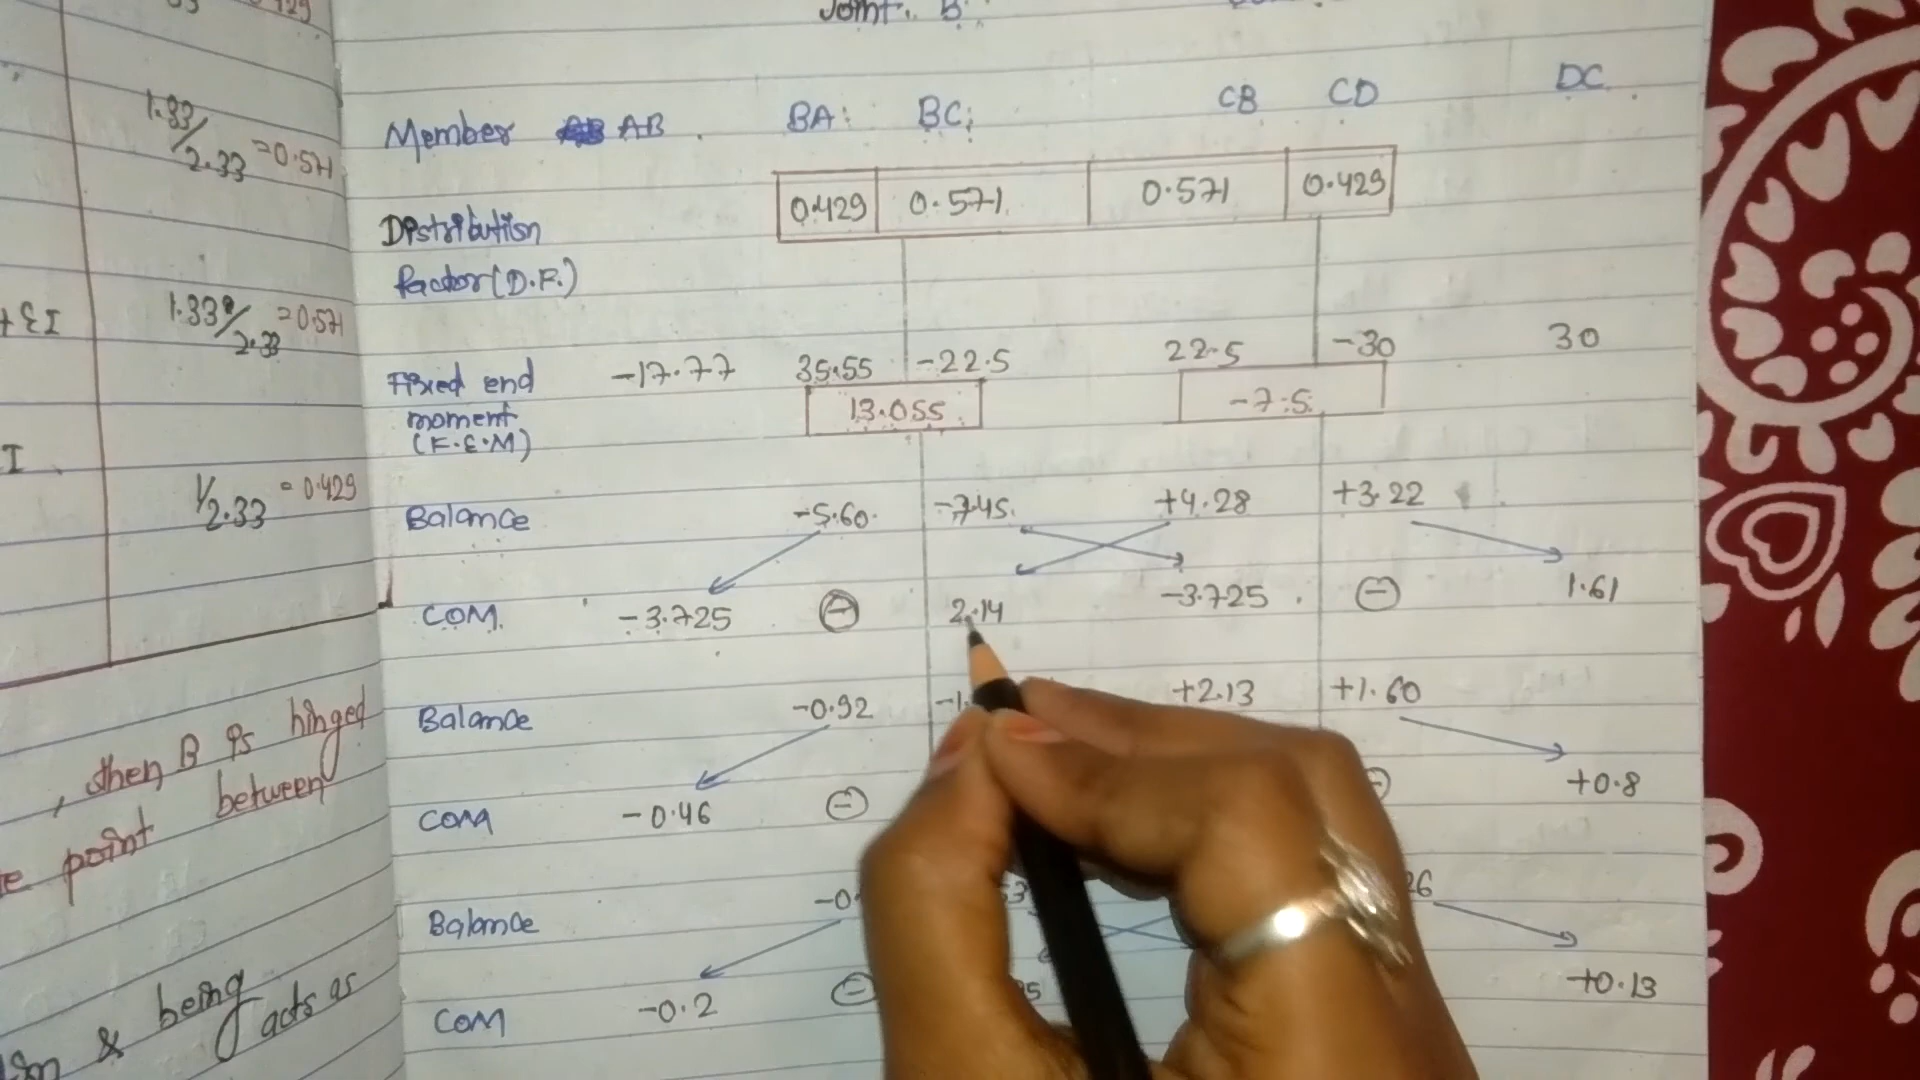 Joint. B
Member AB. BA: BC; CB CD DC.
Distribution factor (D.F.) 0.429 0.571 0.571 0.429
Fixed end moment (F.E.M) -17.77 35.55 -22.5 22.5 -30 30
13.055 -7.5
Balance -5.60. -7.45. +4.28 +3.22
COM. -3.725 - 2.14 -3.725 - 1.61
Balance -0.92 -1. +2.13 +1.60
COM -0.46 - +0.8
Balance -0. 26
COM -0.2 - +0.13
1.33/2.33 =0.571
1.33/2.33 =0.571
1/2.33 =0.429
+EI
I
, then B is hinged
point between
& being
acts as